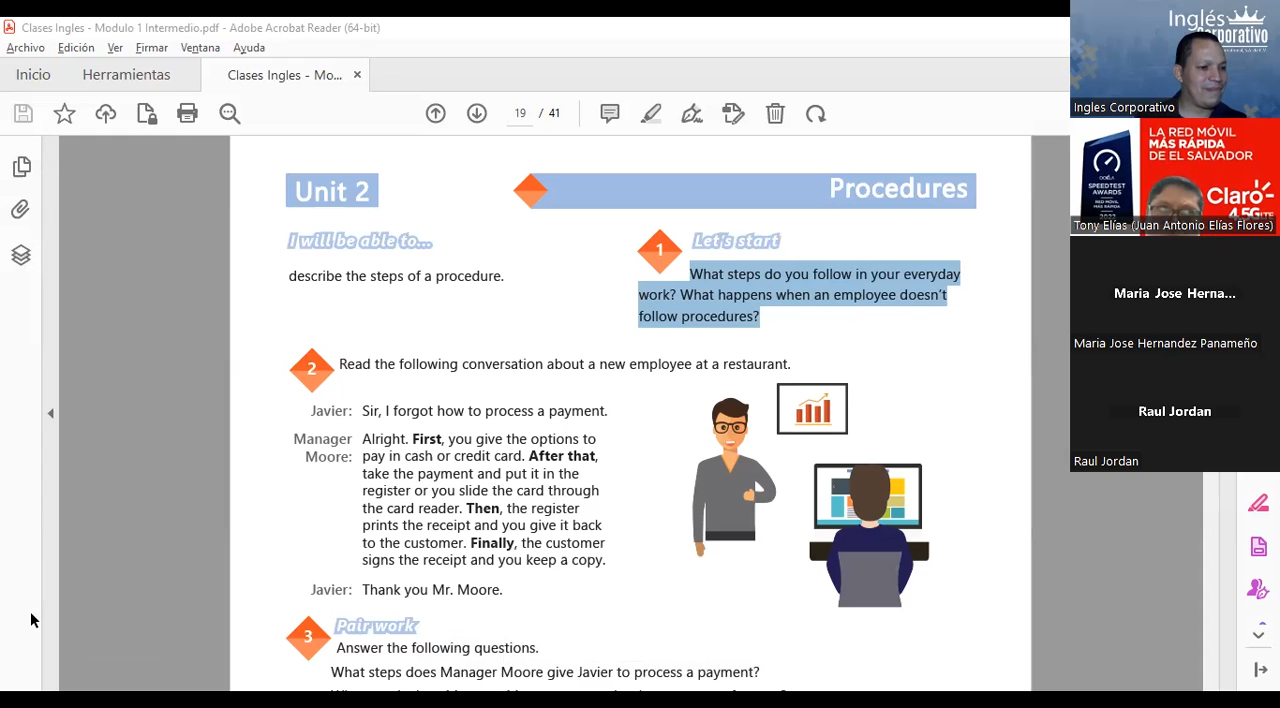 Clases Ingles - Modulo 1 Intermedio.pdf - Adobe Acrobat Reader (64-bit)
Archivo Edición Ver Firmar Ventana Ayuda
Inicio Herramientas Clases Ingles - Mo... ×
19 / 41
Unit 2 Procedures
I will be able to...
describe the steps of a procedure.
1 Let's start
What steps do you follow in your everyday
work? What happens when an employee doesn't
follow procedures?
2 Read the following conversation about a new employee at a restaurant.
Javier: Sir, I forgot how to process a payment.
Manager Moore: Alright. First, you give the options to
pay in cash or credit card. After that,
take the payment and put it in the
register or you slide the card through
the card reader. Then, the register
prints the receipt and you give it back
to the customer. Finally, the customer
signs the receipt and you keep a copy.
Javier: Thank you Mr. Moore.
3 Pair work
Answer the following questions.
What steps does Manager Moore give Javier to process a payment?
Inglés
Corporativo
Ingles Corporativo
LA RED MÓVIL
MÁS RÁPIDA
DE EL SALVADOR
OOKLA
SPEEDTEST
AWARDS
Claro
4.5G LTE
Tony Elías (Juan Antonio Elías Flores)
Maria Jose Herna...
Maria Jose Hernandez Panameño
Raul Jordan
Raul Jordan